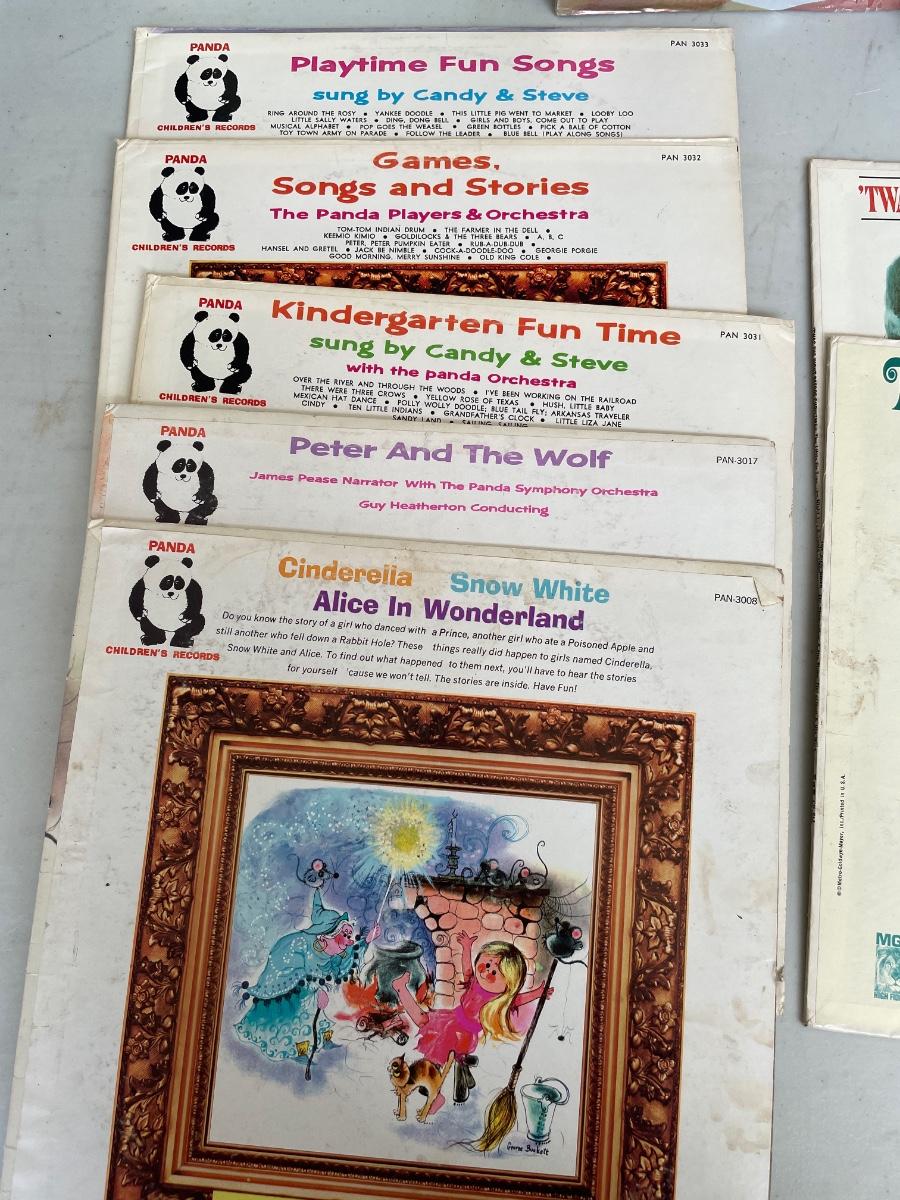 PANDA
CHILDREN'S RECORDS
PAN 3033
Playtime Fun Songs
sung by Candy & Steve
RING AROUND THE ROSY • YANKEE DOODLE • THIS LITTLE PIG WENT TO MARKET • LOOBY LOO
LITTLE SALLY WATERS • DING, DONG BELL • GIRLS AND BOYS, COME OUT TO PLAY
MUSICAL ALPHABET • POP GOES THE WEASEL • GREEN BOTTLES • PICK A BALE OF COTTON
TOY TOWN ARMY ON PARADE • FOLLOW THE LEADER • BLUE BELL (PLAY ALONG SONGS)
PANDA
CHILDREN'S RECORDS
PAN 3032
Games,
Songs and Stories
The Panda Players & Orchestra
TOM-TOM INDIAN DRUM • THE FARMER IN THE DELL •
KEEMIO KIMIO • GOLDILOCKS & THE THREE BEARS • A, B, C
PETER, PETER PUMPKIN EATER • RUB-A-DUB-DUB •
HANSEL AND GRETEL • JACK BE NIMBLE • COCK-A-DOODLE-DOO • GEORGIE PORGIE
GOOD MORNING, MERRY SUNSHINE • OLD KING COLE •
PANDA
CHILDREN'S RECORDS
PAN 3031
Kindergarten Fun Time
sung by Candy & Steve
with the panda Orchestra
OVER THE RIVER AND THROUGH THE WOODS • I'VE BEEN WORKING ON THE RAILROAD
THERE WERE THREE CROWS • YELLOW ROSE OF TEXAS • HUSH, LITTLE BABY
MEXICAN HAT DANCE • POLLY WOLLY DOODLE; BLUE TAIL FLY; ARKANSAS TRAVELER
CINDY • TEN LITTLE INDIANS • GRANDFATHER'S CLOCK • LITTLE LIZA JANE
SANDY LAND • SAILING, SAILING
PANDA
PAN-3017
Peter And The Wolf
James Pease Narrator With The Panda Symphony Orchestra
Guy Heatherton Conducting
PANDA
CHILDREN'S RECORDS
PAN-3008
Cinderella Snow White
Alice In Wonderland
Do you know the story of a girl who danced with a Prince, another girl who ate a Poisoned Apple and
still another who fell down a Rabbit Hole? These things really did happen to girls named Cinderella,
Snow White and Alice. To find out what happened to them next, you'll have to hear the stories
for yourself 'cause we won't tell. The stories are inside. Have Fun!
George Buckett
'TWA
© Metro-Goldwyn-Mayer, Inc./Printed in U.S.A.
MG
HIGH FID